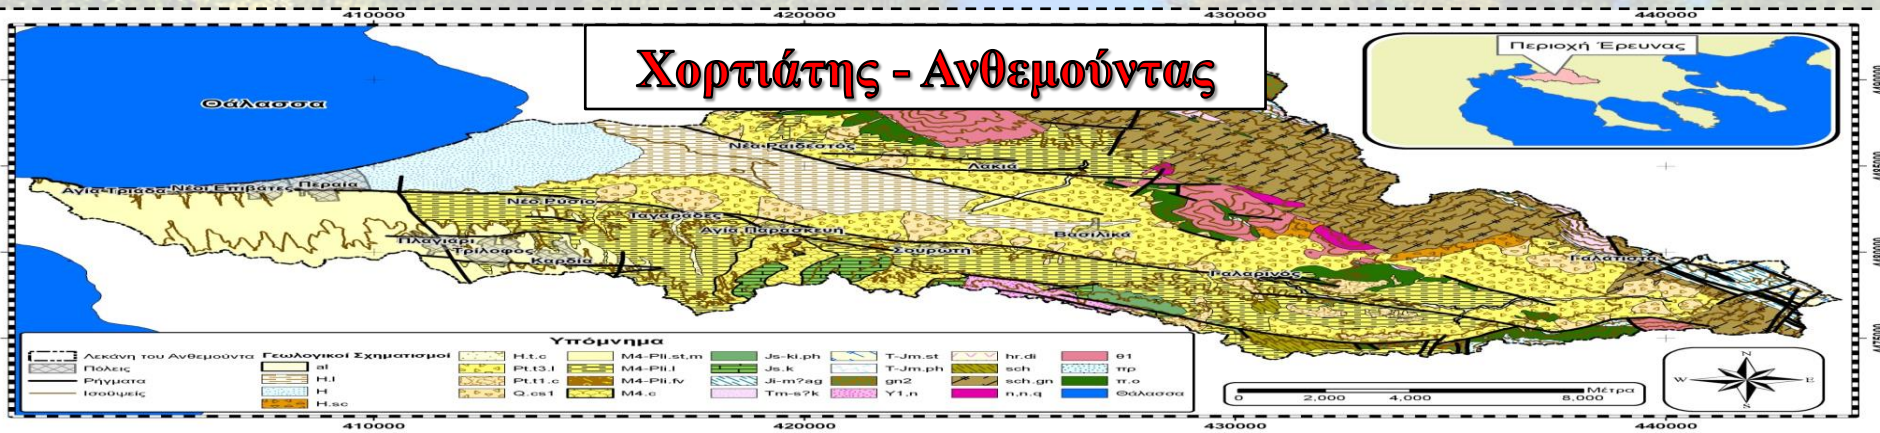 410000 420000 430000 440000
Χορτιάτης - Ανθεμούντας
Περιοχή Έρευνας
Θάλασσα
Νέα Ραιδεστός
Λακιά
Αγία Τριάδα Νέοι Επιβάτες Περαία
Νέο Ρύσιο
Ταγαράδες
Αγία Παρασκευή
Βασιλικά
Πλαγιάρι
Τρίλοφος
Καρδία
Σουρωτή
Γαλαρινός
Γαλάτιστα
Υπόμνημα
Λεκάνη του Ανθεμούντα
Πόλεις
Ρήγματα
Ισοϋψείς
Γεωλογικοί Σχηματισμοί
al
H.l
H
H.sc
H.t.c
Pt.t3.l
Pt.t1.c
Q.cs1
M4-Pli.st,m
M4-Pli.l
M4-Pli.fv
M4.c
Js-ki.ph
Js.k
Ji-m?ag
Tm-s?k
T-Jm.st
T-Jm.ph
gn2
Υ1,n
hr.di
sch
sch.gn
n,n.q
θ1
πρ
π.ο
Θάλασσα
Μέτρα
0 2,000 4,000 8,000
N
W E
S
410000 420000 430000 440000